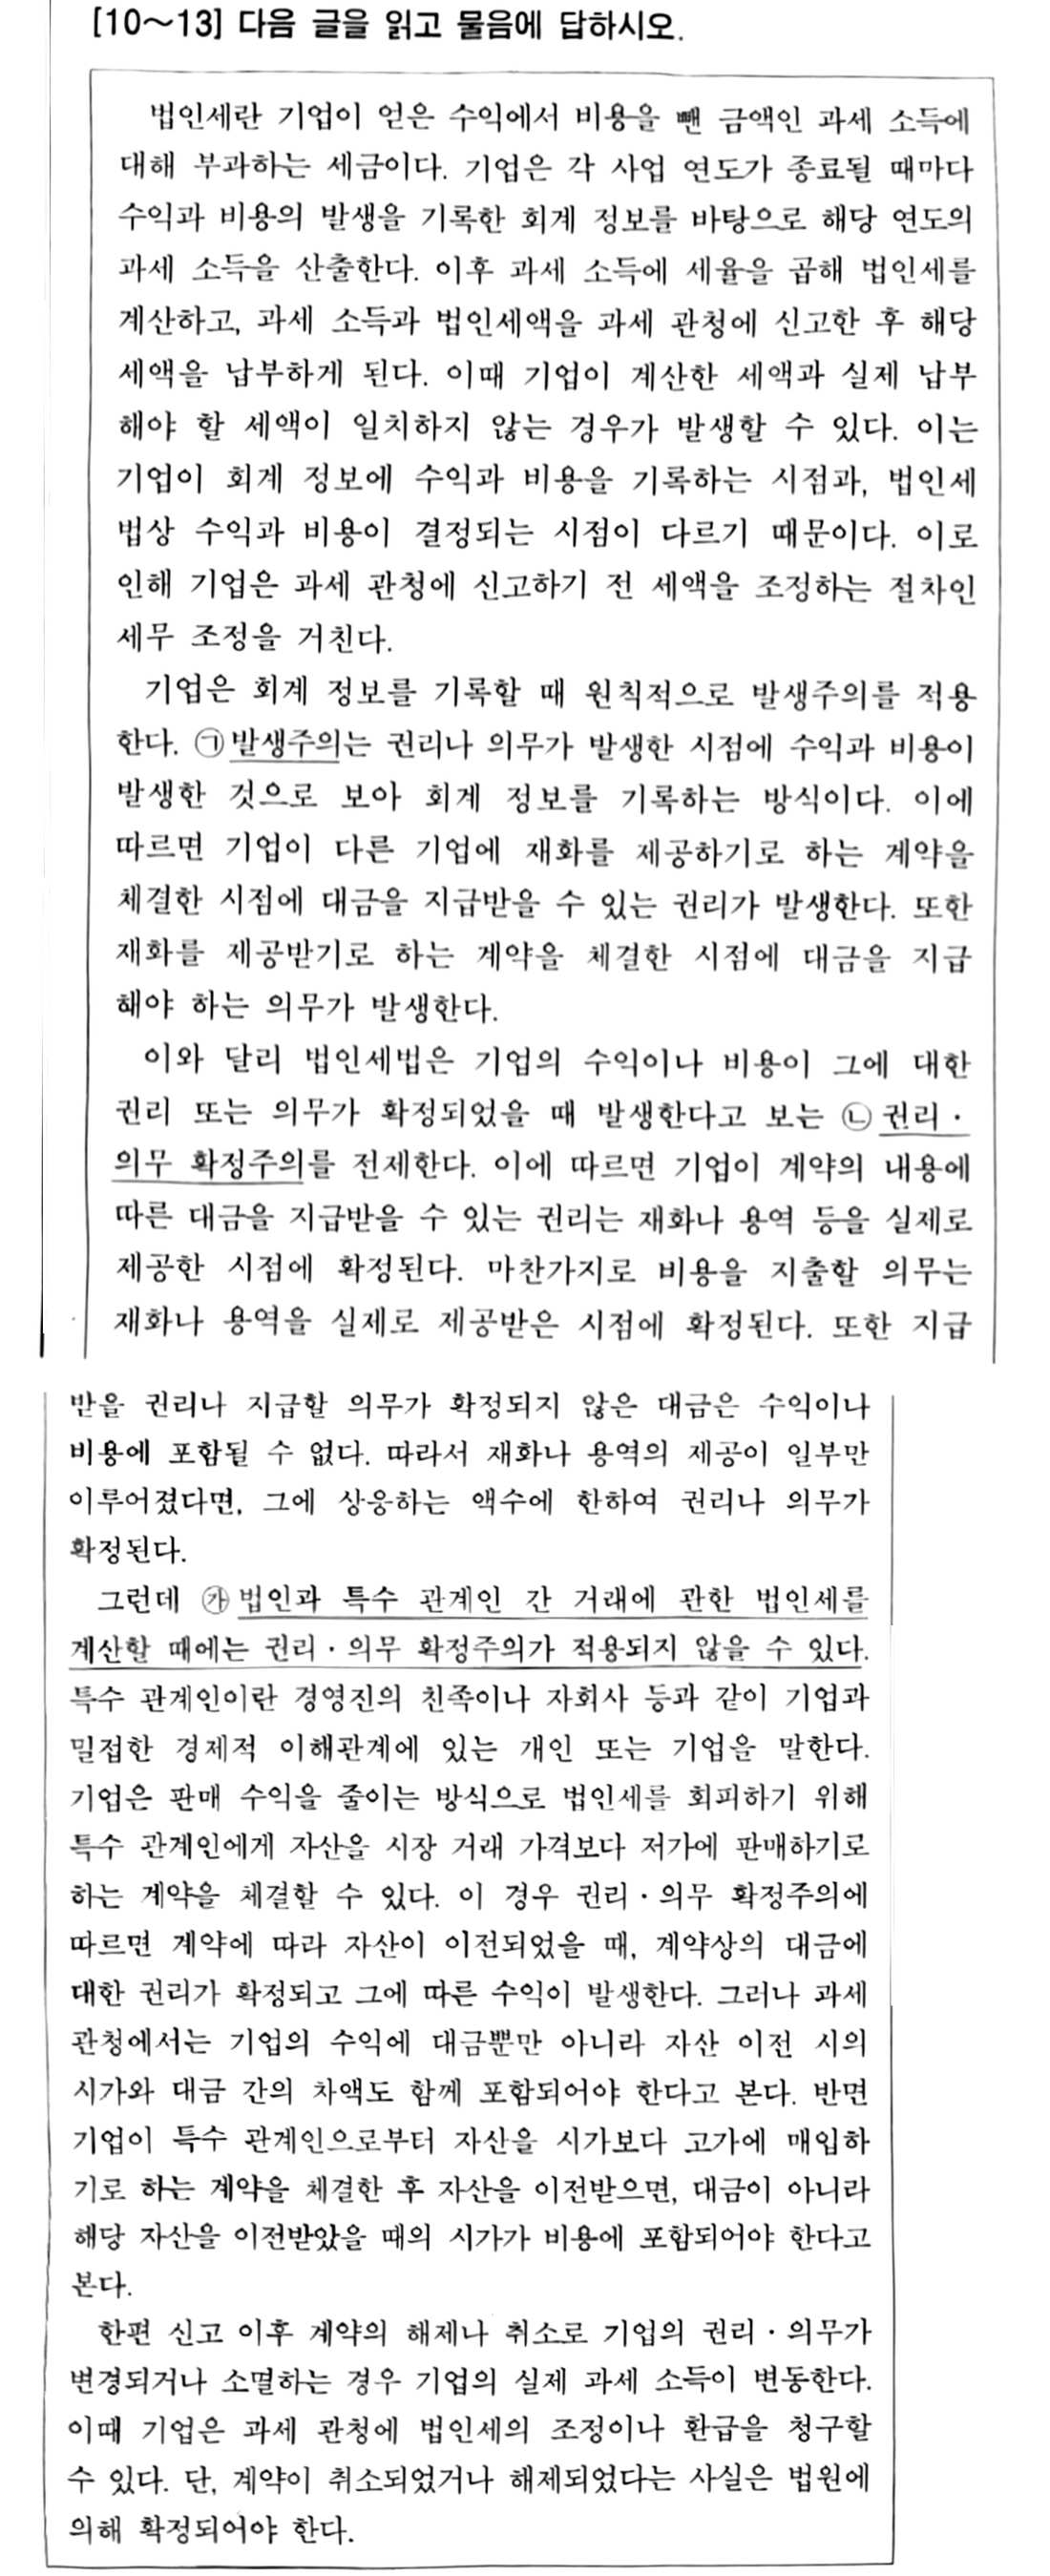 [10～13] 다음 글을 읽고 물음에 답하시오.
법인세란 기업이 얻은 수익에서 비용을 뺀 금액인 과세 소득에
대해 부과하는 세금이다. 기업은 각 사업 연도가 종료될 때마다
수익과 비용의 발생을 기록한 회계 정보를 바탕으로 해당 연도의
과세 소득을 산출한다. 이후 과세 소득에 세율을 곱해 법인세를
계산하고, 과세 소득과 법인세액을 과세 관청에 신고한 후 해당
세액을 납부하게 된다. 이때 기업이 계산한 세액과 실제 납부
해야 할 세액이 일치하지 않는 경우가 발생할 수 있다. 이는
기업이 회계 정보에 수익과 비용을 기록하는 시점과, 법인세
법상 수익과 비용이 결정되는 시점이 다르기 때문이다. 이로
인해 기업은 과세 관청에 신고하기 전 세액을 조정하는 절차인
세무 조정을 거친다.
기업은 회계 정보를 기록할 때 원칙적으로 발생주의를 적용
한다. ㉠발생주의는 권리나 의무가 발생한 시점에 수익과 비용이
발생한 것으로 보아 회계 정보를 기록하는 방식이다. 이에
따르면 기업이 다른 기업에 재화를 제공하기로 하는 계약을
체결한 시점에 대금을 지급받을 수 있는 권리가 발생한다. 또한
재화를 제공받기로 하는 계약을 체결한 시점에 대금을 지급
해야 하는 의무가 발생한다.
이와 달리 법인세법은 기업의 수익이나 비용이 그에 대한
권리 또는 의무가 확정되었을 때 발생한다고 보는 ㉡권리·
의무 확정주의를 전제한다. 이에 따르면 기업이 계약의 내용에
따른 대금을 지급받을 수 있는 권리는 재화나 용역 등을 실제로
제공한 시점에 확정된다. 마찬가지로 비용을 지출할 의무는
재화나 용역을 실제로 제공받은 시점에 확정된다. 또한 지급
받을 권리나 지급할 의무가 확정되지 않은 대금은 수익이나
비용에 포함될 수 없다. 따라서 재화나 용역의 제공이 일부만
이루어졌다면, 그에 상응하는 액수에 한하여 권리나 의무가
확정된다.
그런데 ㉮법인과 특수 관계인 간 거래에 관한 법인세를
계산할 때에는 권리·의무 확정주의가 적용되지 않을 수 있다.
특수 관계인이란 경영진의 친족이나 자회사 등과 같이 기업과
밀접한 경제적 이해관계에 있는 개인 또는 기업을 말한다.
기업은 판매 수익을 줄이는 방식으로 법인세를 회피하기 위해
특수 관계인에게 자산을 시장 거래 가격보다 저가에 판매하기로
하는 계약을 체결할 수 있다. 이 경우 권리·의무 확정주의에
따르면 계약에 따라 자산이 이전되었을 때, 계약상의 대금에
대한 권리가 확정되고 그에 따른 수익이 발생한다. 그러나 과세
관청에서는 기업의 수익에 대금뿐만 아니라 자산 이전 시의
시가와 대금 간의 차액도 함께 포함되어야 한다고 본다. 반면
기업이 특수 관계인으로부터 자산을 시가보다 고가에 매입하
기로 하는 계약을 체결한 후 자산을 이전받으면, 대금이 아니라
해당 자산을 이전받았을 때의 시가가 비용에 포함되어야 한다고
본다.
한편 신고 이후 계약의 해제나 취소로 기업의 권리·의무가
변경되거나 소멸하는 경우 기업의 실제 과세 소득이 변동한다.
이때 기업은 과세 관청에 법인세의 조정이나 환급을 청구할
수 있다. 단, 계약이 취소되었거나 해제되었다는 사실은 법원에
의해 확정되어야 한다.